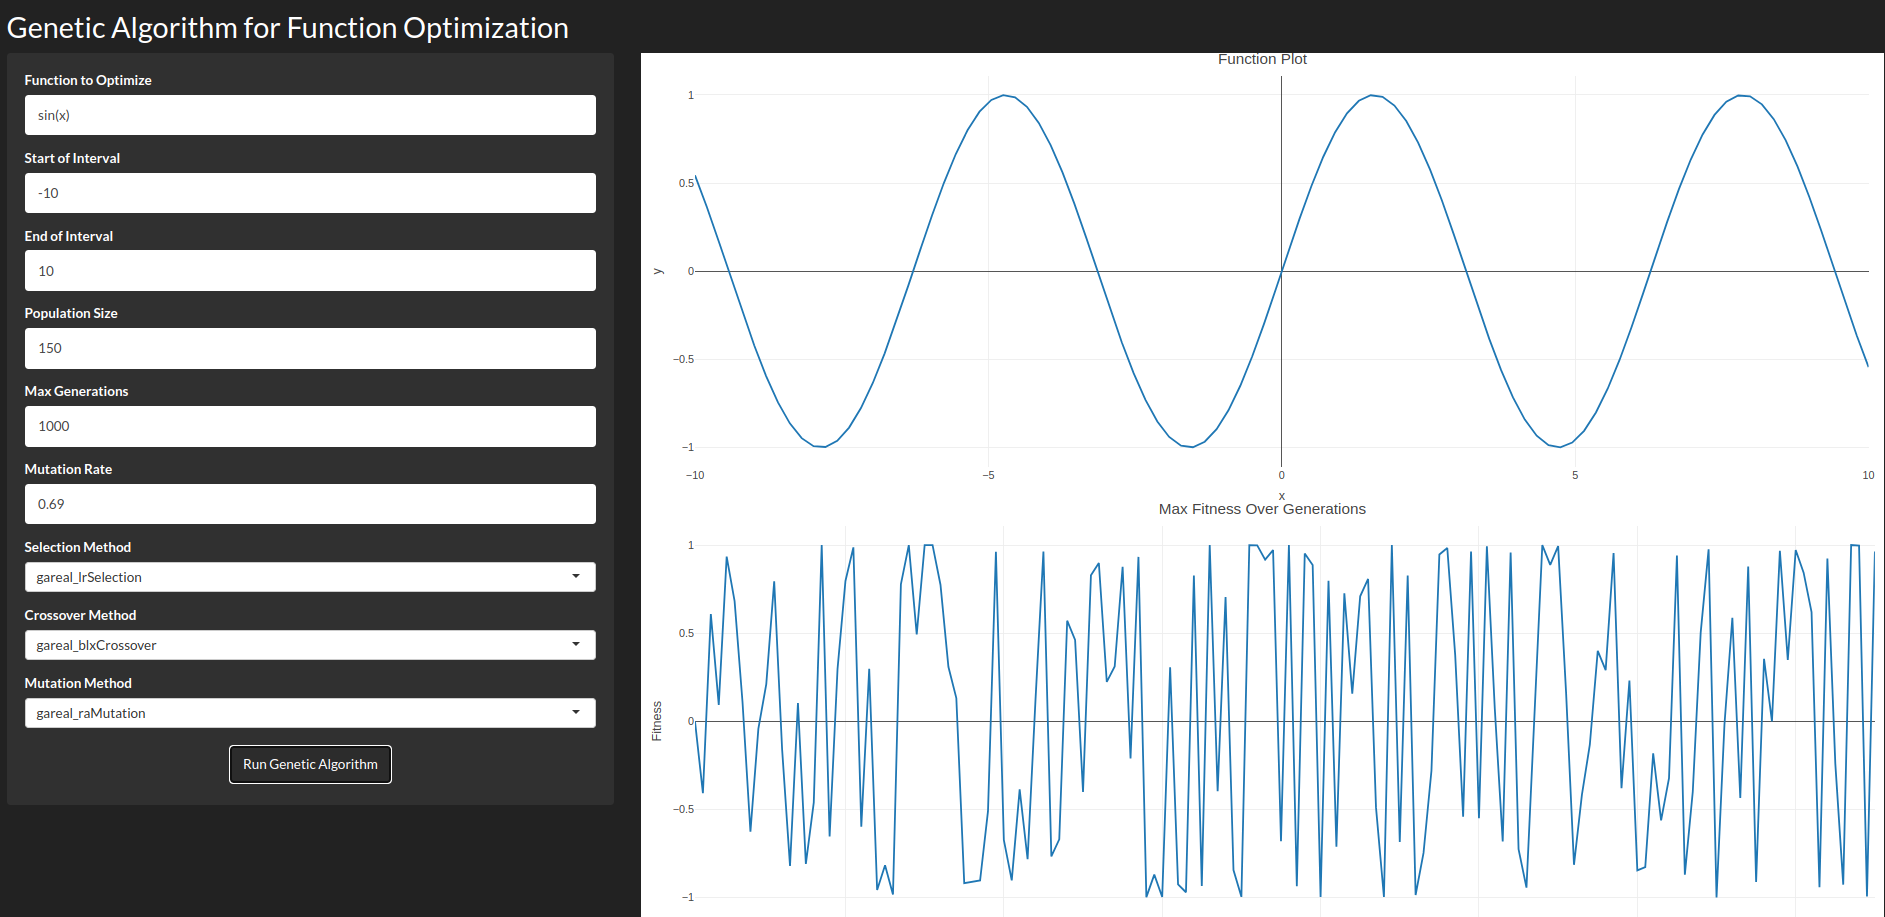 Genetic Algorithm for Function Optimization
Function to Optimize
sin(x)
Start of Interval
-10
End of Interval
10
Population Size
150
Max Generations
1000
Mutation Rate
0.69
Selection Method
gareal_lrSelection
Crossover Method
gareal_blxCrossover
Mutation Method
gareal_raMutation
Run Genetic Algorithm
Function Plot
1
0.5
0
−0.5
−1
y
−10
−5
0
5
10
x
Max Fitness Over Generations
1
0.5
0
−0.5
−1
Fitness